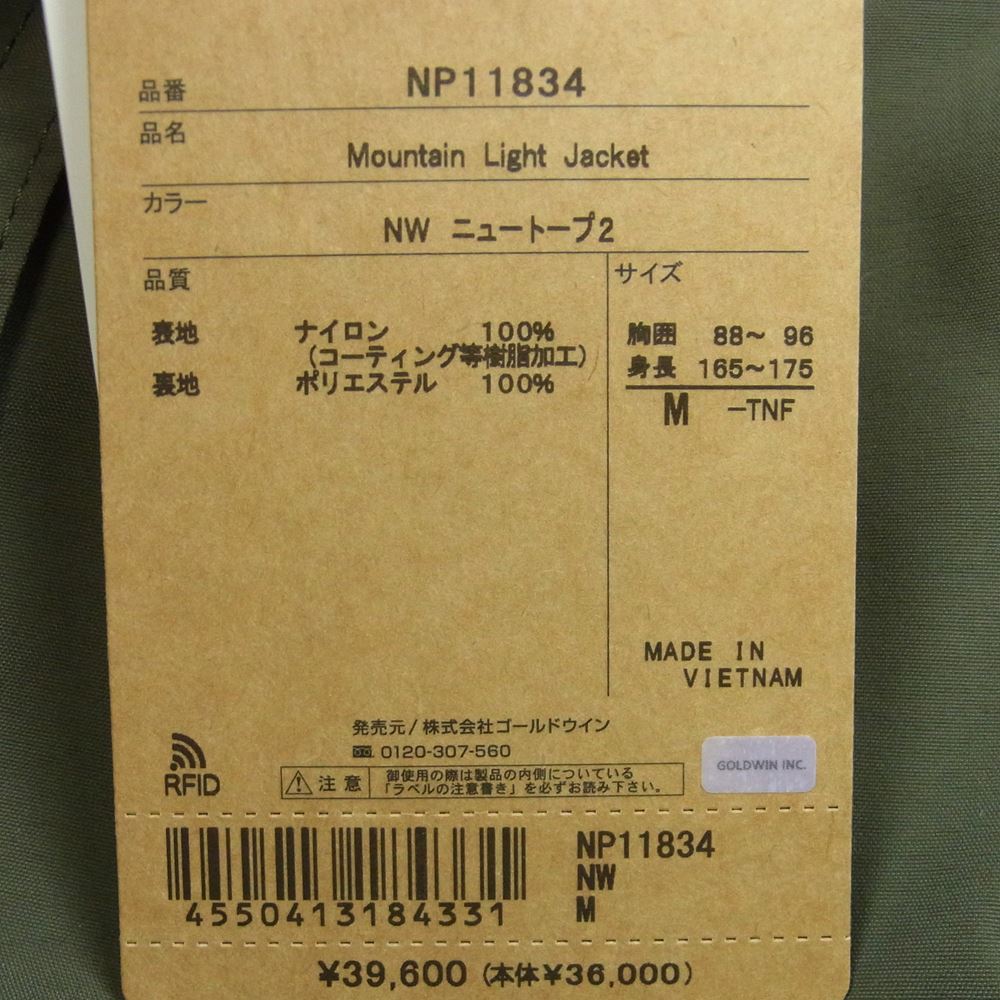 品番 NP11834
品名
Mountain Light Jacket
カラー
NW ニュートープ2
品質
表地 ナイロン 100%
(コーティング等樹脂加工)
裏地 ポリエステル 100%
サイズ
胸囲 88～ 96
身長 165～175
M -TNF
MADE IN
VIETNAM
発売元/株式会社ゴールドウイン
0120-307-560
RFID
注意
御使用の際は製品の内側についている
「ラベルの注意書き」を必ずお読み下さい。
GOLDWIN INC.
4550413184331
NP11834
NW
M
¥39,600 (本体¥36,000)